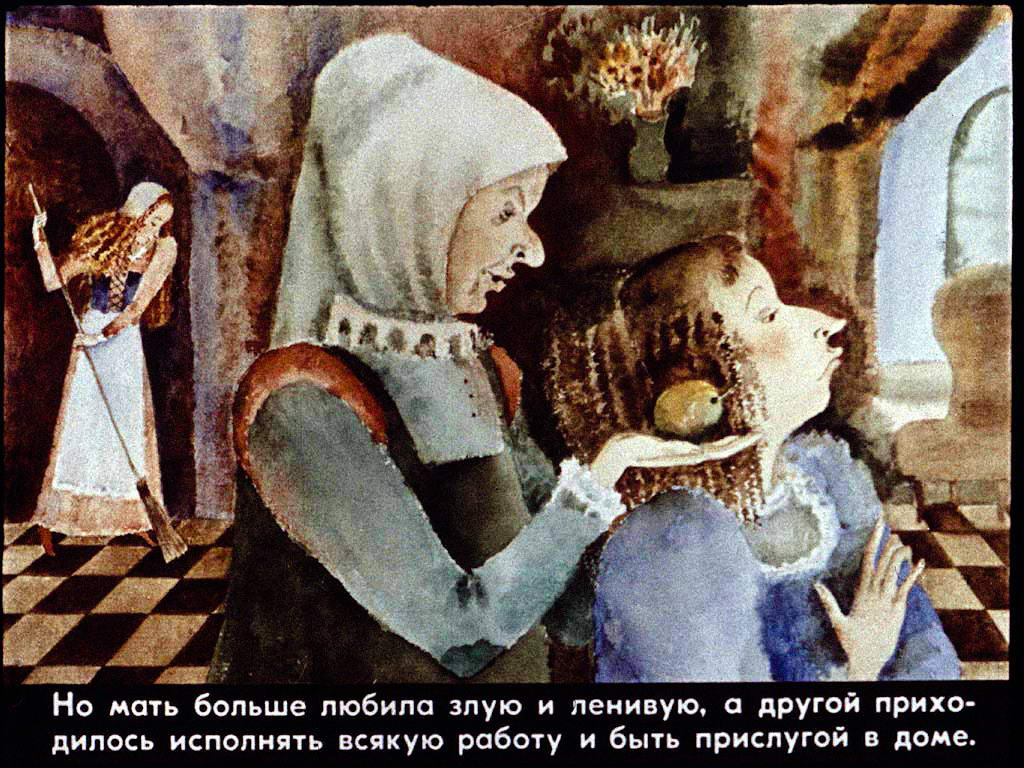 Но мать больше любила злую и ленивую, а другой прихо-
дилось исполнять всякую работу и быть прислугой в доме.